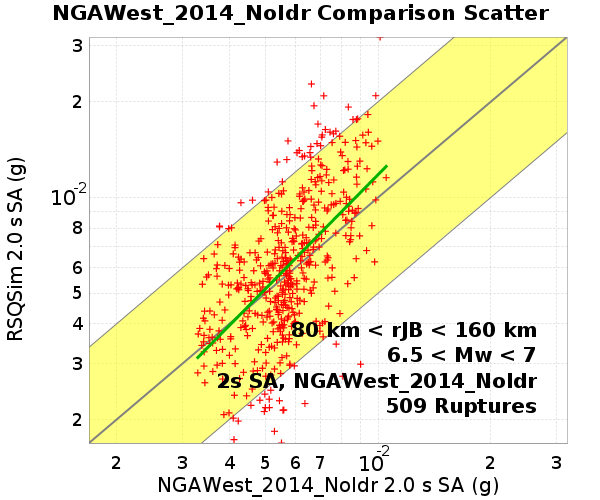 NGAWest_2014_NoIdr Comparison Scatter
RSQSim 2.0 s SA (g)
3
2
10-2
8
6
5
4
3
2
80 km < rJB < 160 km
6.5 < Mw < 7
2s SA, NGAWest_2014_NoIdr
509 Ruptures
2 3 4 5 6 7 10-2 2 3
NGAWest_2014_NoIdr 2.0 s SA (g)